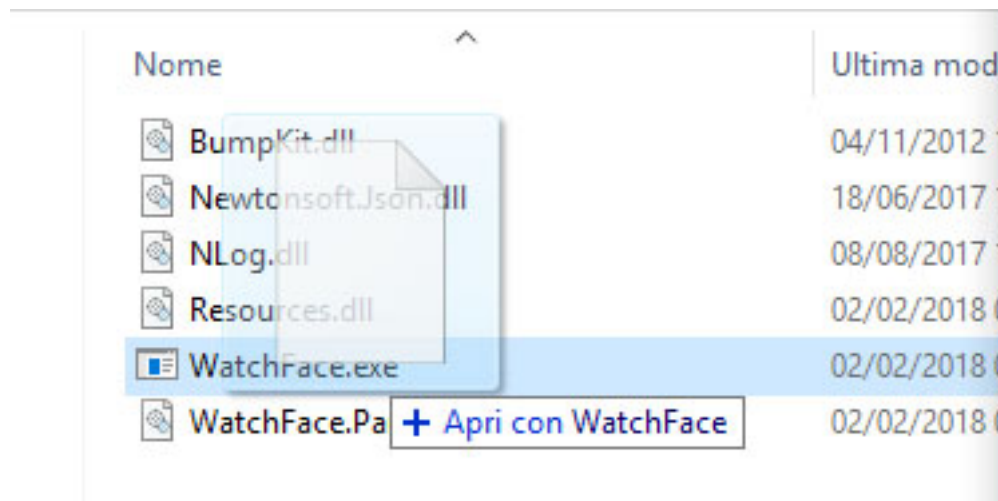 Nome Ultima mod
BumpKit.dll 04/11/2012
Newtonsoft.Json.dll 18/06/2017
NLog.dll 08/08/2017
Resources.dll 02/02/2018
WatchFace.exe 02/02/2018
WatchFace.Pa + Apri con WatchFace 02/02/2018